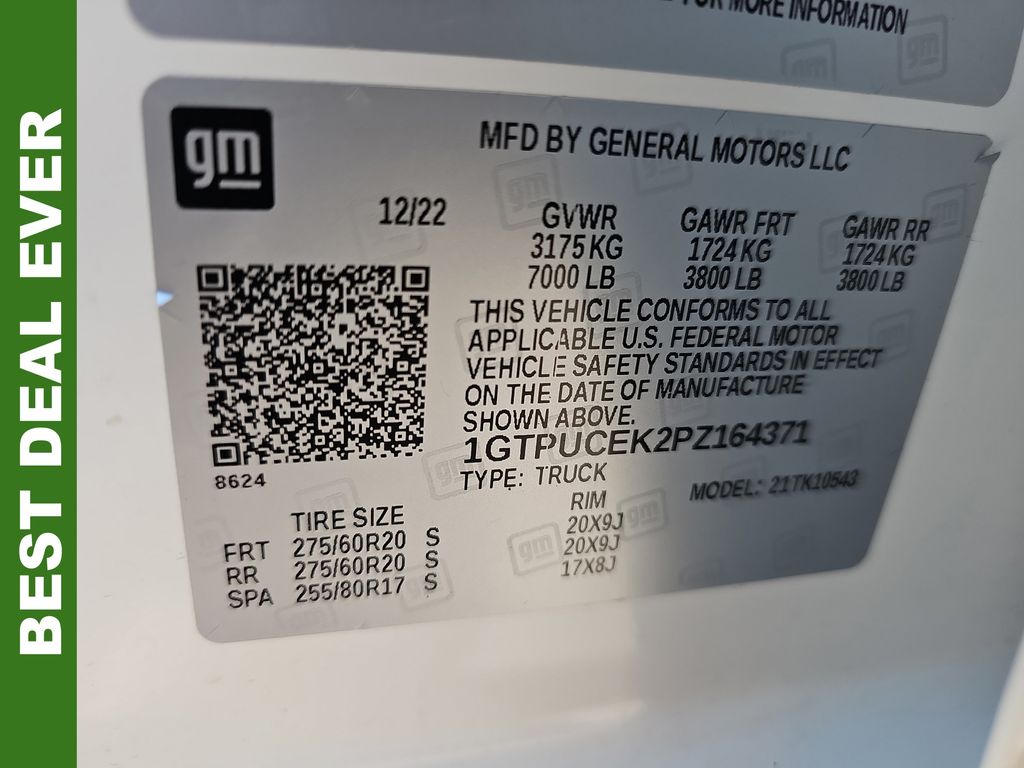 BEST DEAL EVER
FOR MORE INFORMATION
gm
MFD BY GENERAL MOTORS LLC
12/22 GVWR GAWR FRT GAWR RR
3175 KG 1724 KG 1724 KG
7000 LB 3800 LB 3800 LB
THIS VEHICLE CONFORMS TO ALL
APPLICABLE U.S. FEDERAL MOTOR
VEHICLE SAFETY STANDARDS IN EFFECT
ON THE DATE OF MANUFACTURE
SHOWN ABOVE.
1GTPUCEK2PZ164371
8624
TYPE: TRUCK MODEL: 21TK10543
TIRE SIZE RIM
FRT 275/60R20 S 20X9J
RR 275/60R20 S 20X9J
SPA 255/80R17 S 17X8J